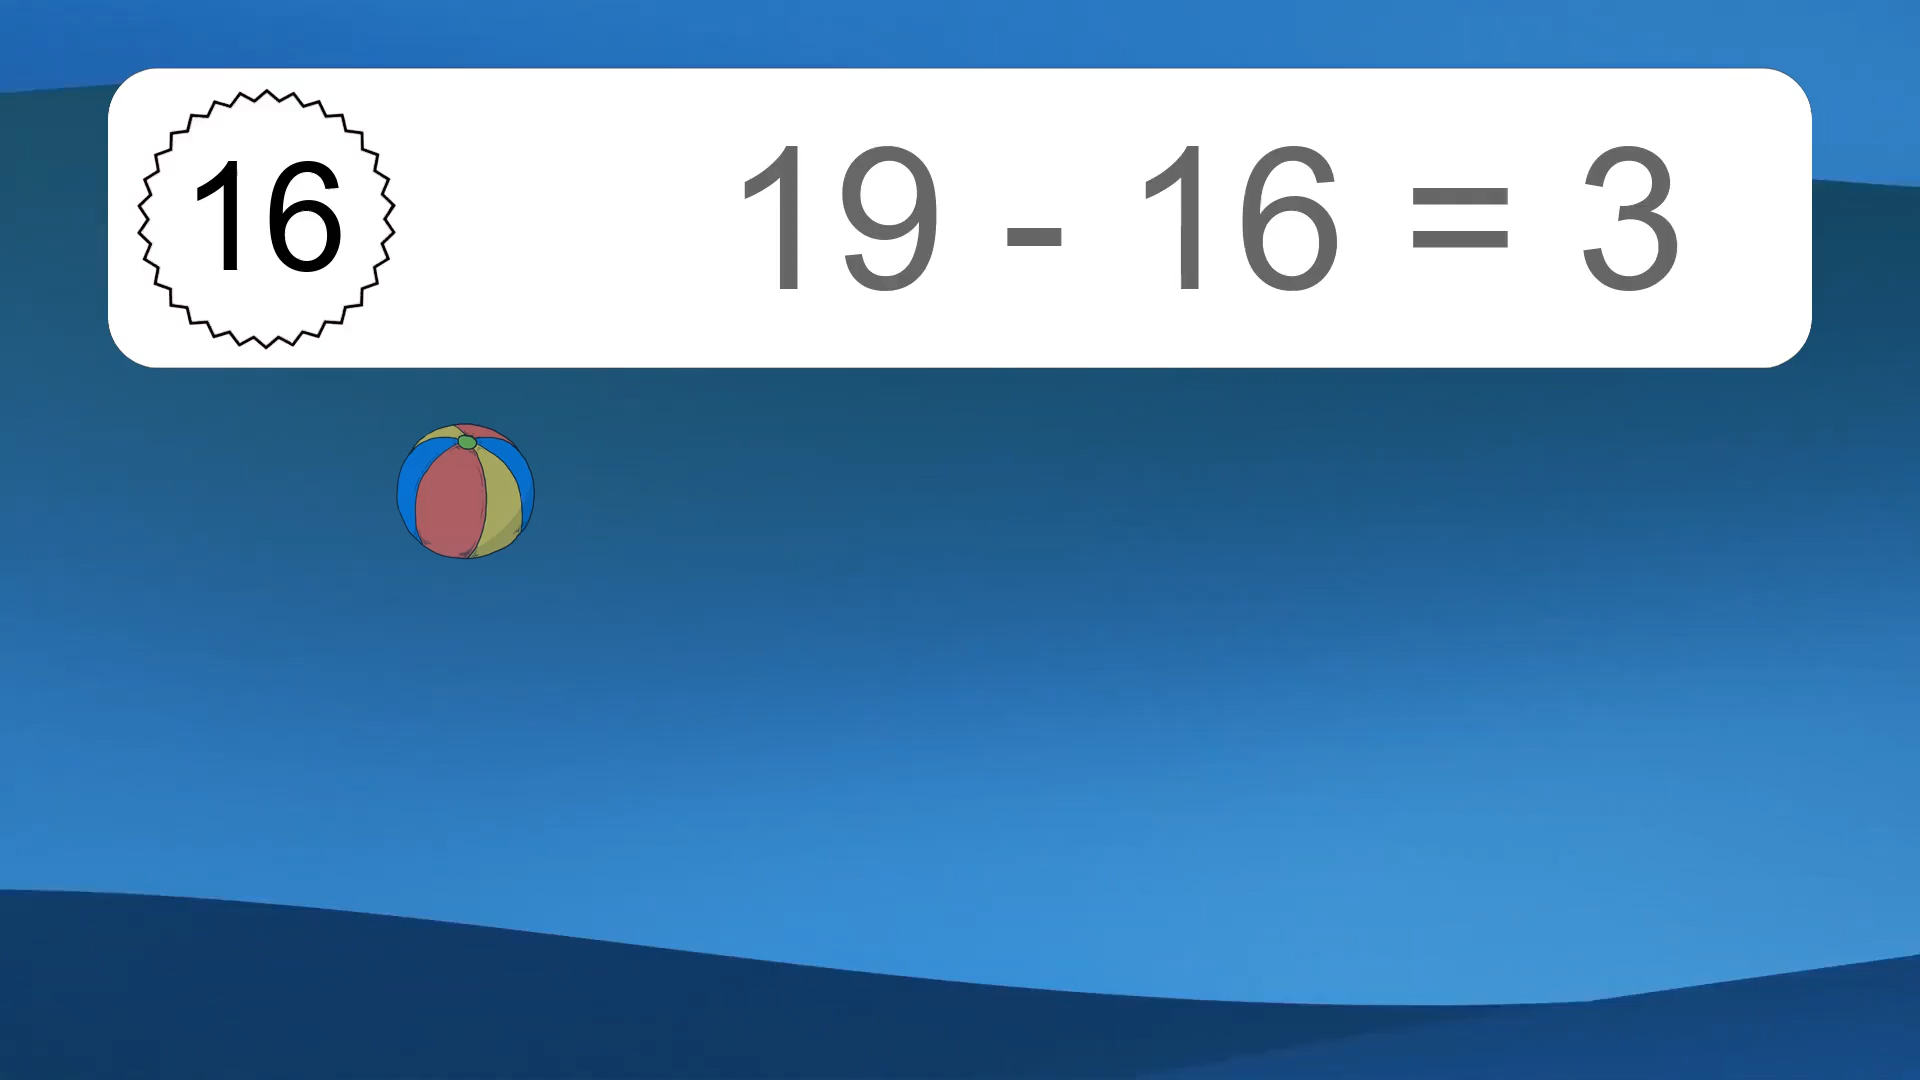 16
19 - 16 = 3